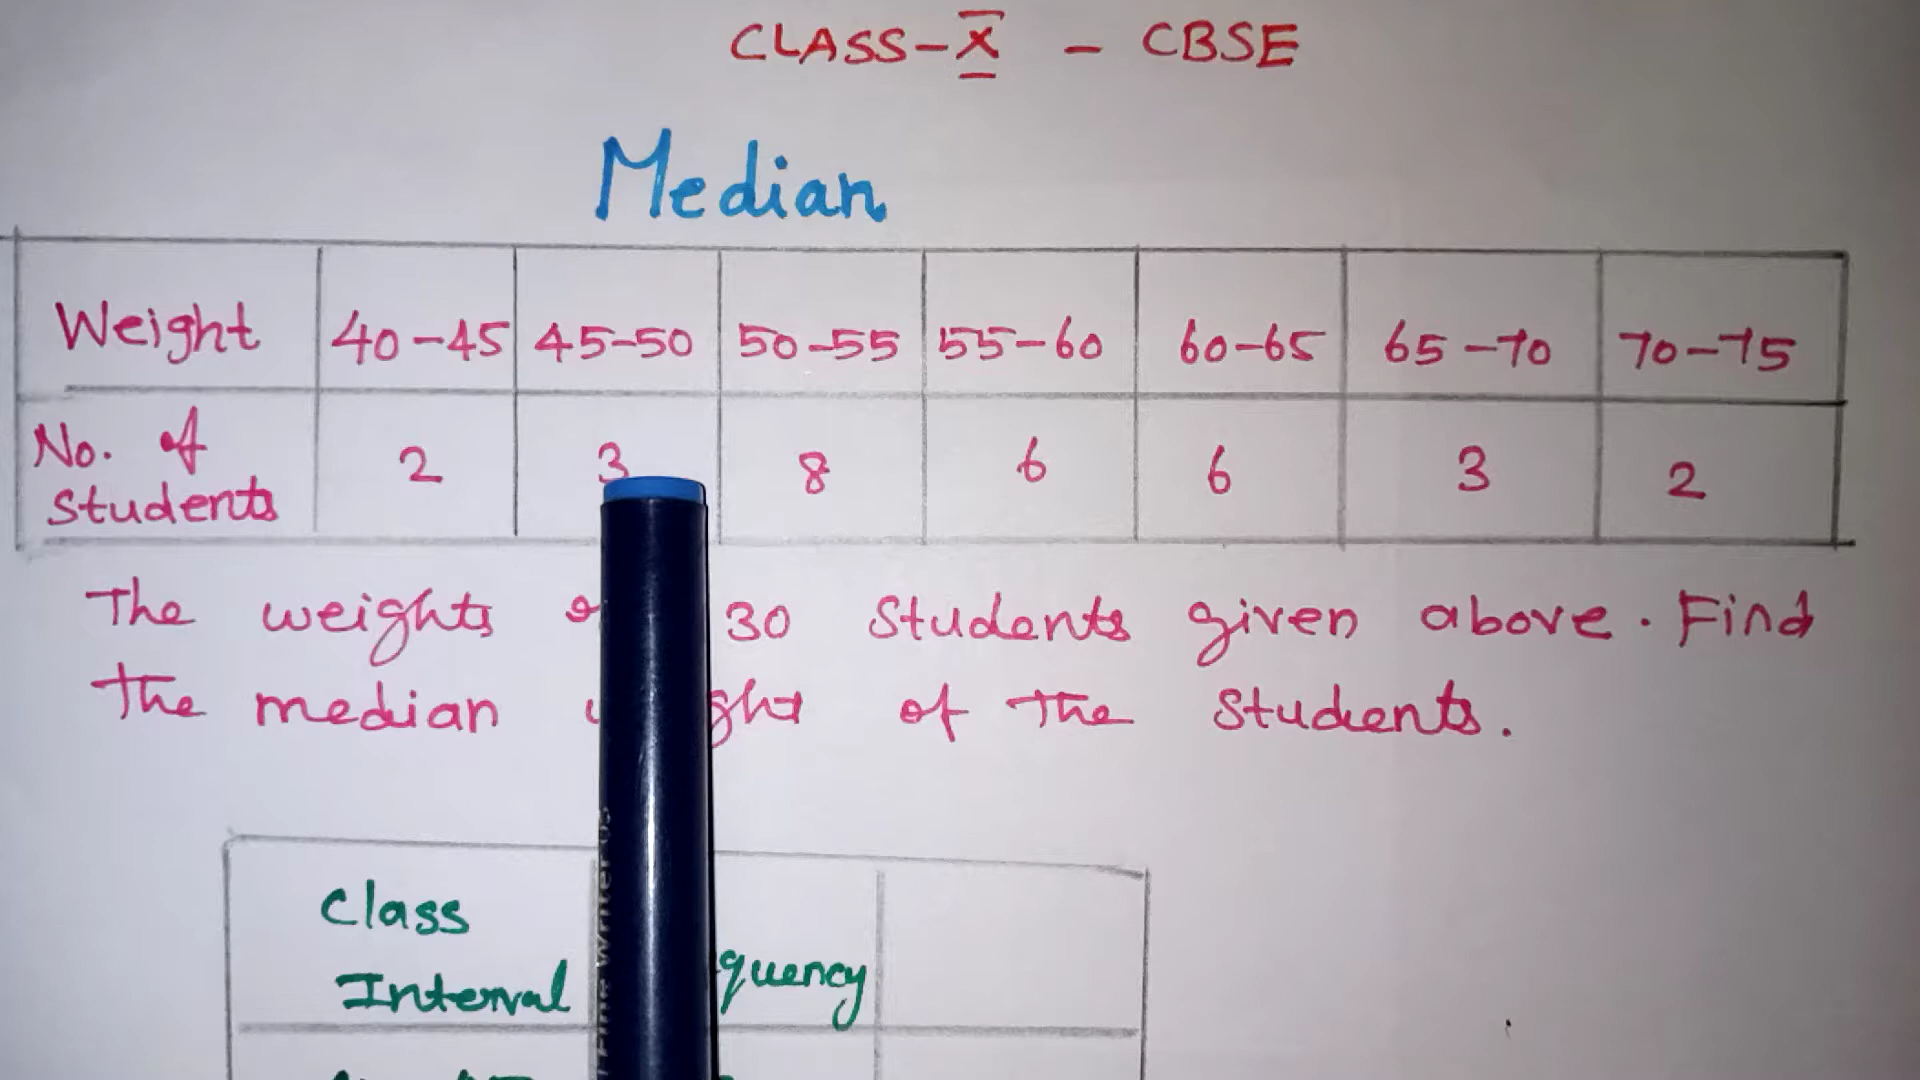 CLASS-X - CBSE
Median
Weight 40-45 45-50 50-55 55-60 60-65 65-70 70-75
No. of Students 2 3 8 6 6 3 2
The weights 30 Students given above. Find
The median of The Students.
Class
Interval